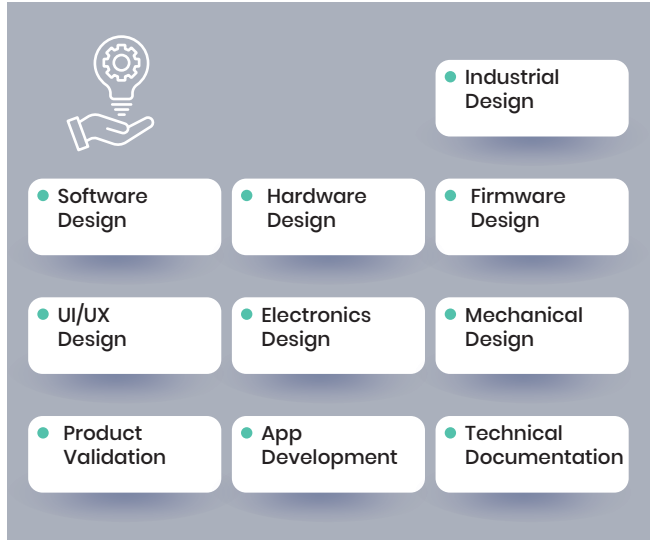 Industrial
Design
Software
Design
Hardware
Design
Firmware
Design
UI/UX
Design
Electronics
Design
Mechanical
Design
Product
Validation
App
Development
Technical
Documentation